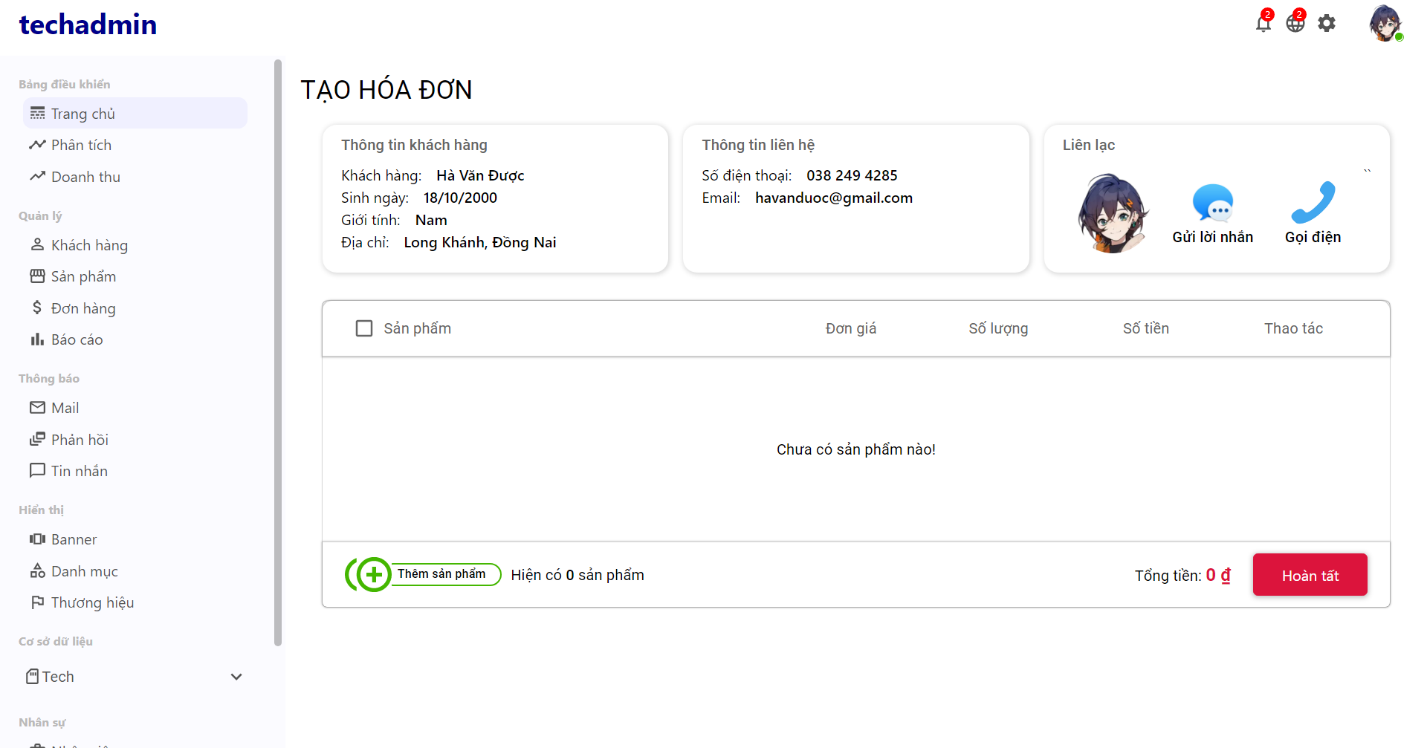 techadmin
2
2
Bảng điều khiển
Trang chủ
Phân tích
Doanh thu
Quản lý
Khách hàng
Sản phẩm
Đơn hàng
Báo cáo
Thông báo
Mail
Phản hồi
Tin nhắn
Hiển thị
Banner
Danh mục
Thương hiệu
Cơ sở dữ liệu
Tech
Nhân sự
TẠO HÓA ĐƠN
Thông tin khách hàng
Khách hàng: Hà Văn Được
Sinh ngày: 18/10/2000
Giới tính: Nam
Địa chỉ: Long Khánh, Đồng Nai
Thông tin liên hệ
Số điện thoại: 038 249 4285
Email: havanduoc@gmail.com
Liên lạc
``
Gửi lời nhắn
Gọi điện
Sản phẩm Đơn giá Số lượng Số tiền Thao tác
Chưa có sản phẩm nào!
Thêm sản phẩm Hiện có 0 sản phẩm Tổng tiền: 0 ₫ Hoàn tất